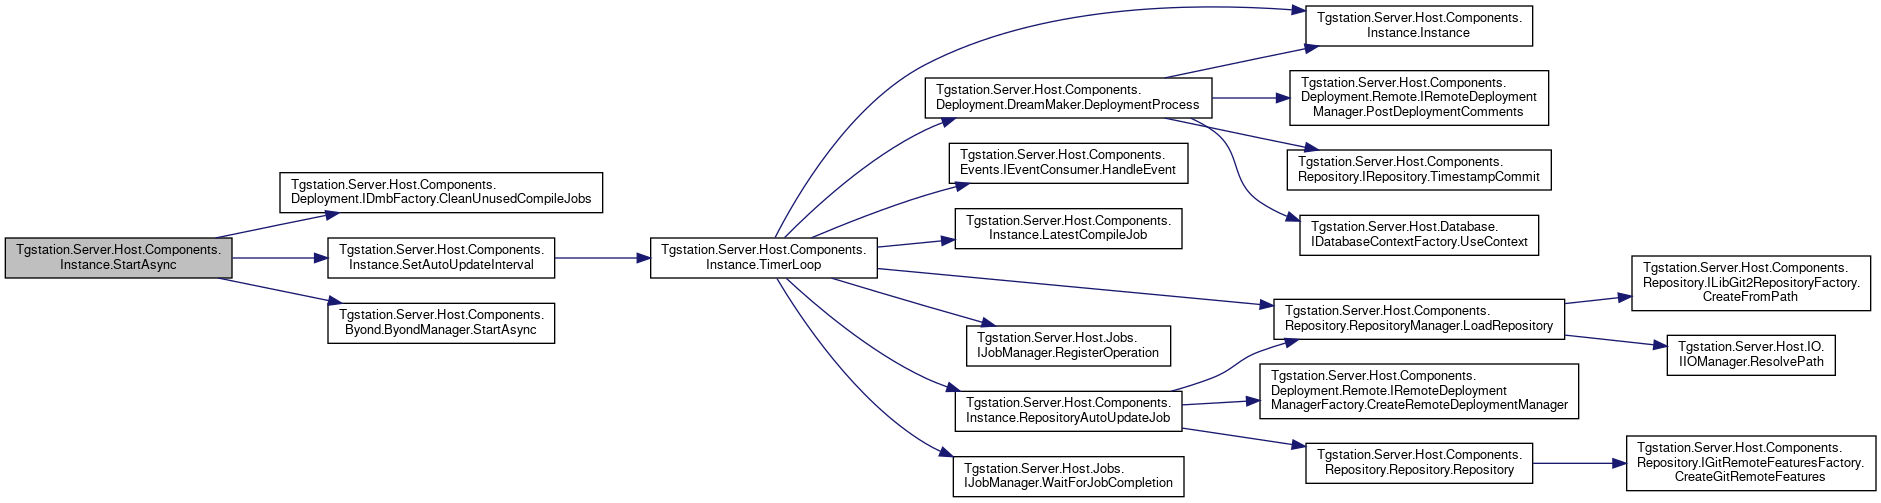 Tgstation.Server.Host.Components.
Instance.StartAsync
Tgstation.Server.Host.Components.
Deployment.IDmbFactory.CleanUnusedCompileJobs
Tgstation.Server.Host.Components.
Instance.SetAutoUpdateInterval
Tgstation.Server.Host.Components.
Byond.ByondManager.StartAsync
Tgstation.Server.Host.Components.
Instance.TimerLoop
Tgstation.Server.Host.Components.
Deployment.DreamMaker.DeploymentProcess
Tgstation.Server.Host.Components.
Events.IEventConsumer.HandleEvent
Tgstation.Server.Host.Components.
Instance.LatestCompileJob
Tgstation.Server.Host.Jobs.
IJobManager.RegisterOperation
Tgstation.Server.Host.Components.
Instance.RepositoryAutoUpdateJob
Tgstation.Server.Host.Jobs.
IJobManager.WaitForJobCompletion
Tgstation.Server.Host.Components.
Instance.Instance
Tgstation.Server.Host.Components.
Deployment.Remote.IRemoteDeployment
Manager.PostDeploymentComments
Tgstation.Server.Host.Components.
Repository.IRepository.TimestampCommit
Tgstation.Server.Host.Database.
IDatabaseContextFactory.UseContext
Tgstation.Server.Host.Components.
Repository.RepositoryManager.LoadRepository
Tgstation.Server.Host.Components.
Deployment.Remote.IRemoteDeployment
ManagerFactory.CreateRemoteDeploymentManager
Tgstation.Server.Host.Components.
Repository.Repository.Repository
Tgstation.Server.Host.Components.
Repository.ILibGit2RepositoryFactory.
CreateFromPath
Tgstation.Server.Host.IO.
IIOManager.ResolvePath
Tgstation.Server.Host.Components.
Repository.IGitRemoteFeaturesFactory.
CreateGitRemoteFeatures